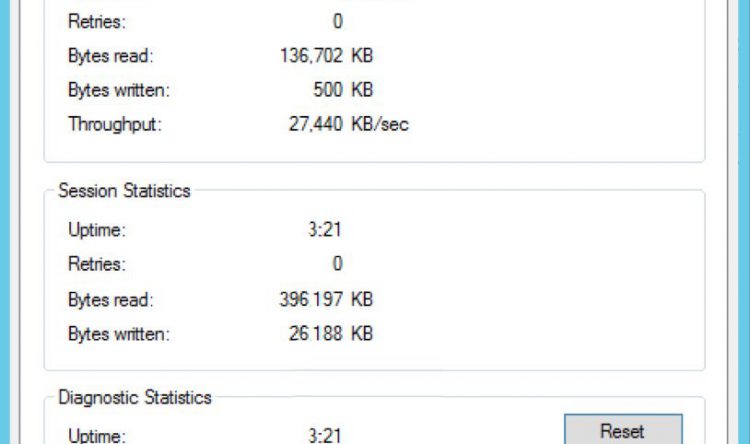 Retries: 0
Bytes read: 136,702 KB
Bytes written: 500 KB
Throughput: 27,440 KB/sec
Session Statistics
Uptime: 3:21
Retries: 0
Bytes read: 396 197 KB
Bytes written: 26 188 KB
Diagnostic Statistics
Uptime: 3:21
Reset